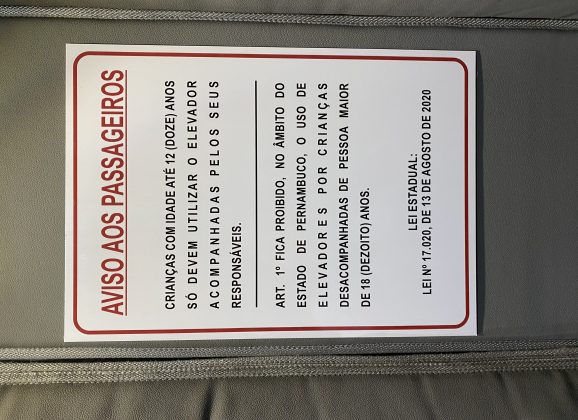 AVISO AOS PASSAGEIROS
CRIANÇAS COM IDADE ATÉ 12 (DOZE) ANOS
SÓ DEVEM UTILIZAR O ELEVADOR
ACOMPANHADAS PELOS SEUS
RESPONSÁVEIS.
ART. 1º FICA PROIBIDO, NO ÂMBITO DO
ESTADO DE PERNAMBUCO, O USO DE
ELEVADORES POR CRIANÇAS
DESACOMPANHADAS DE PESSOA MAIOR
DE 18 (DEZOITO) ANOS.
LEI ESTADUAL:
LEI Nº 17.020, DE 13 DE AGOSTO DE 2020